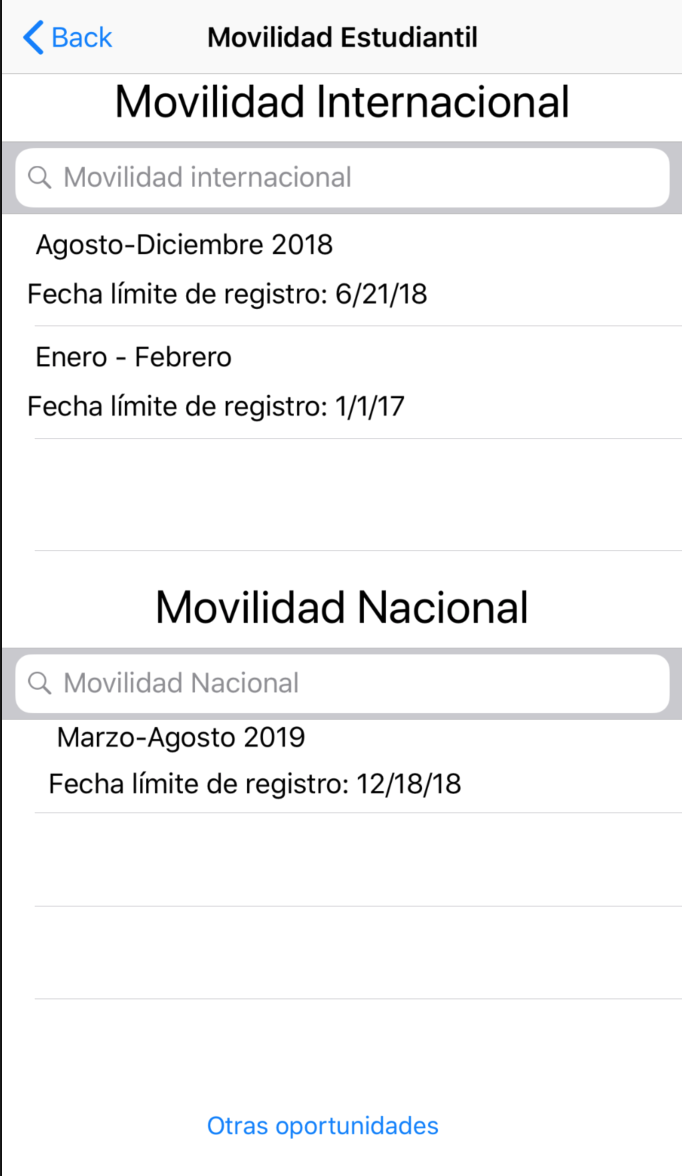 Back
Movilidad Estudiantil
Movilidad Internacional
Movilidad internacional
Agosto-Diciembre 2018
Fecha límite de registro: 6/21/18
Enero - Febrero
Fecha límite de registro: 1/1/17
Movilidad Nacional
Movilidad Nacional
Marzo-Agosto 2019
Fecha límite de registro: 12/18/18
Otras oportunidades